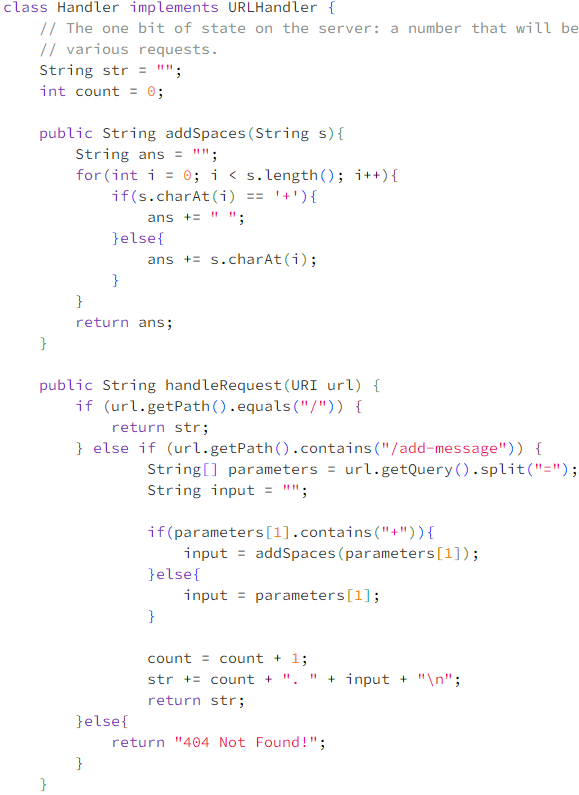 class Handler implements URLHandler {
    // The one bit of state on the server: a number that will be
    // various requests.
    String str = "";
    int count = 0;

    public String addSpaces(String s){
        String ans = "";
        for(int i = 0; i < s.length(); i++){
            if(s.charAt(i) == '+'){
                ans += " ";
            }else{
                ans += s.charAt(i);
            }
        }
        return ans;
    }

    public String handleRequest(URI url) {
        if (url.getPath().equals("/")) {
            return str;
        } else if (url.getPath().contains("/add-message")) {
                String[] parameters = url.getQuery().split("=");
                String input = "";

                if(parameters[1].contains("+")){
                    input = addSpaces(parameters[1]);
                }else{
                    input = parameters[1];
                }

                count = count + 1;
                str += count + ". " + input + "\n";
                return str;
        }else{
            return "404 Not Found!";
        }
    }